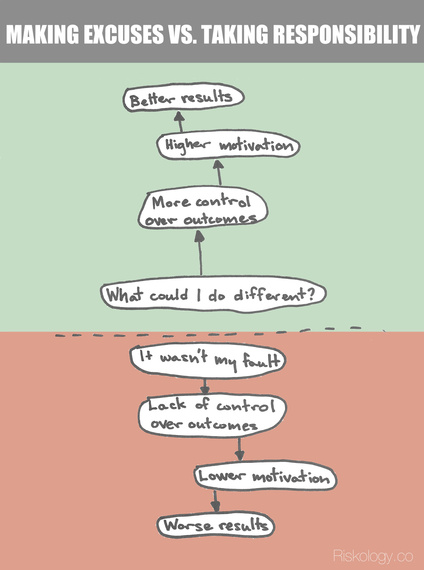 MAKING EXCUSES VS. TAKING RESPONSIBILITY
Better results
Higher motivation
More control
over outcomes
What could I do different?
It wasn't my fault
Lack of control
over outcomes
Lower motivation
Worse results
Riskology.co